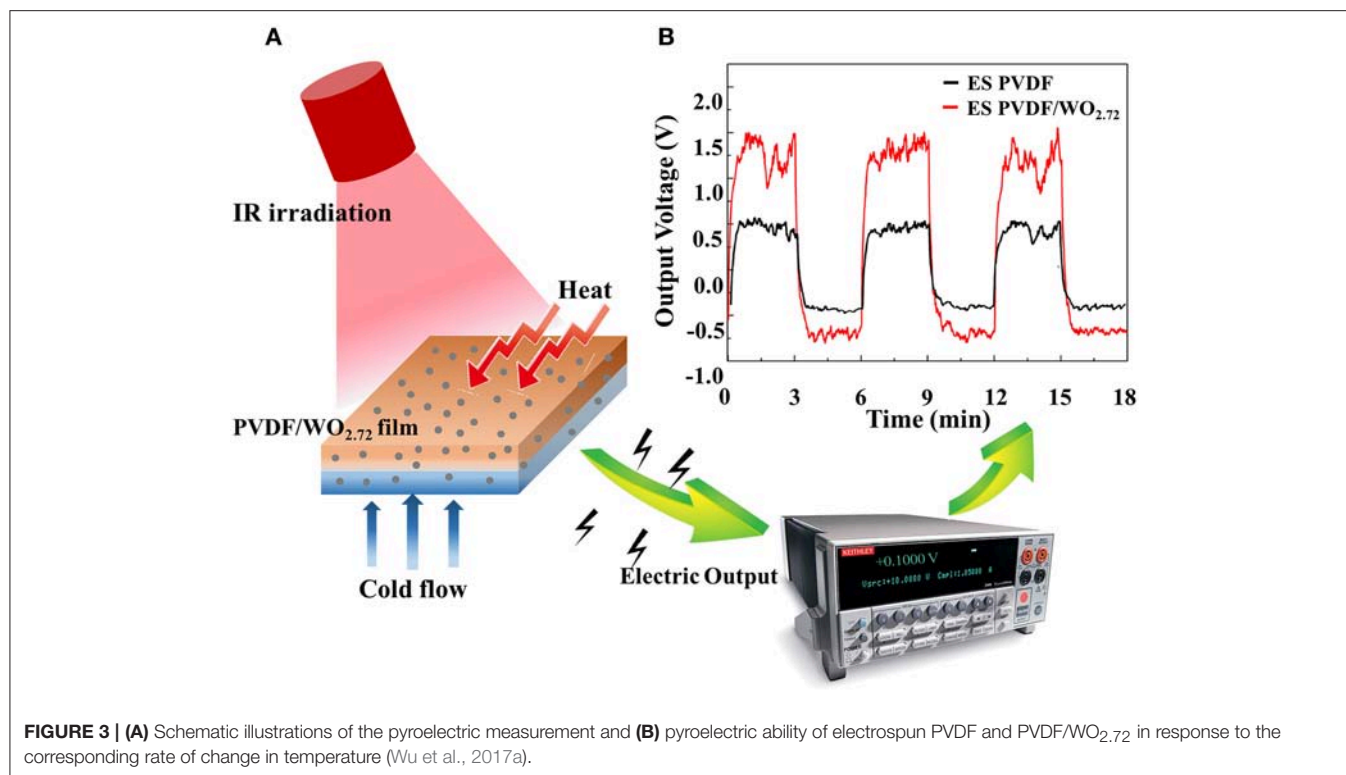 A
B
IR irradiation
Heat
PVDF/WO2.72 film
Cold flow
Electric Output
ES PVDF
ES PVDF/WO2.72
Output Voltage (V)
2.0
1.5
1.0
0.5
0.0
-0.5
-1.0
0 3 6 9 12 15 18
Time (min)
KEITHLEY
+0.1000 V
FIGURE 3 | (A) Schematic illustrations of the pyroelectric measurement and (B) pyroelectric ability of electrospun PVDF and PVDF/WO2.72 in response to the
corresponding rate of change in temperature (Wu et al., 2017a).